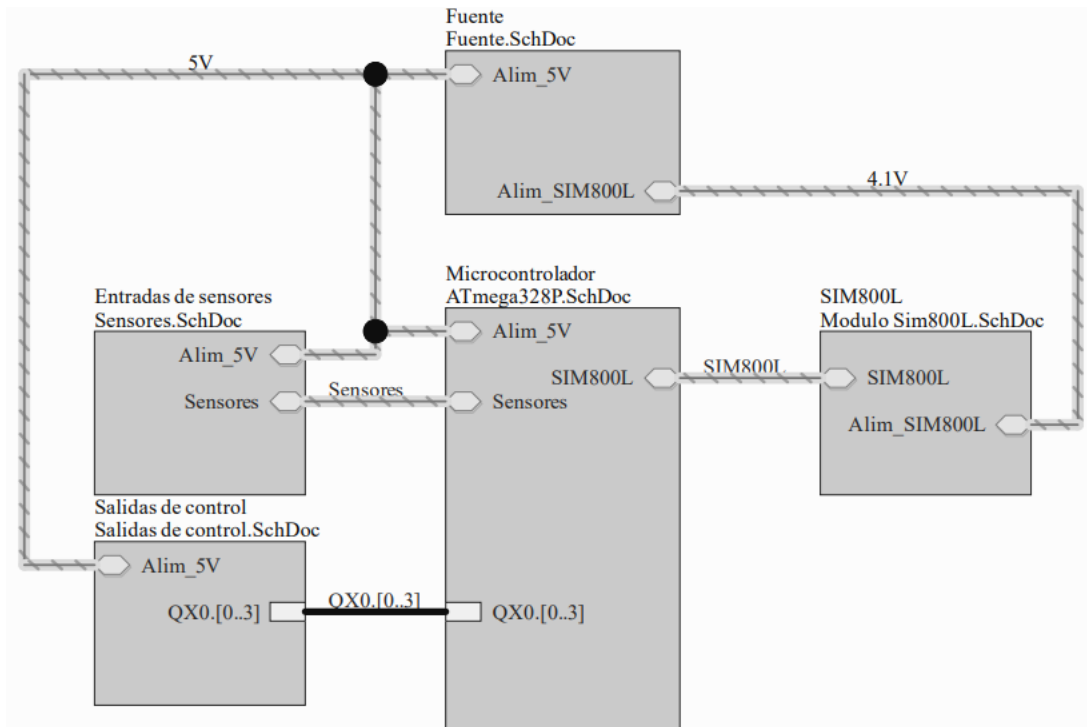 Fuente
Fuente.SchDoc
5V
Alim_5V
4.1V
Alim_SIM800L
Microcontrolador
ATmega328P.SchDoc
Entradas de sensores
Sensores.SchDoc
SIM800L
Modulo Sim800L.SchDoc
Alim_5V
Alim_5V
SIM800L
SIM800L
SIM800L
Sensores
Sensores
Sensores
Alim_SIM800L
Salidas de control
Salidas de control.SchDoc
Alim_5V
QX0.[0..3]
QX0.[0..3]
QX0.[0..3]